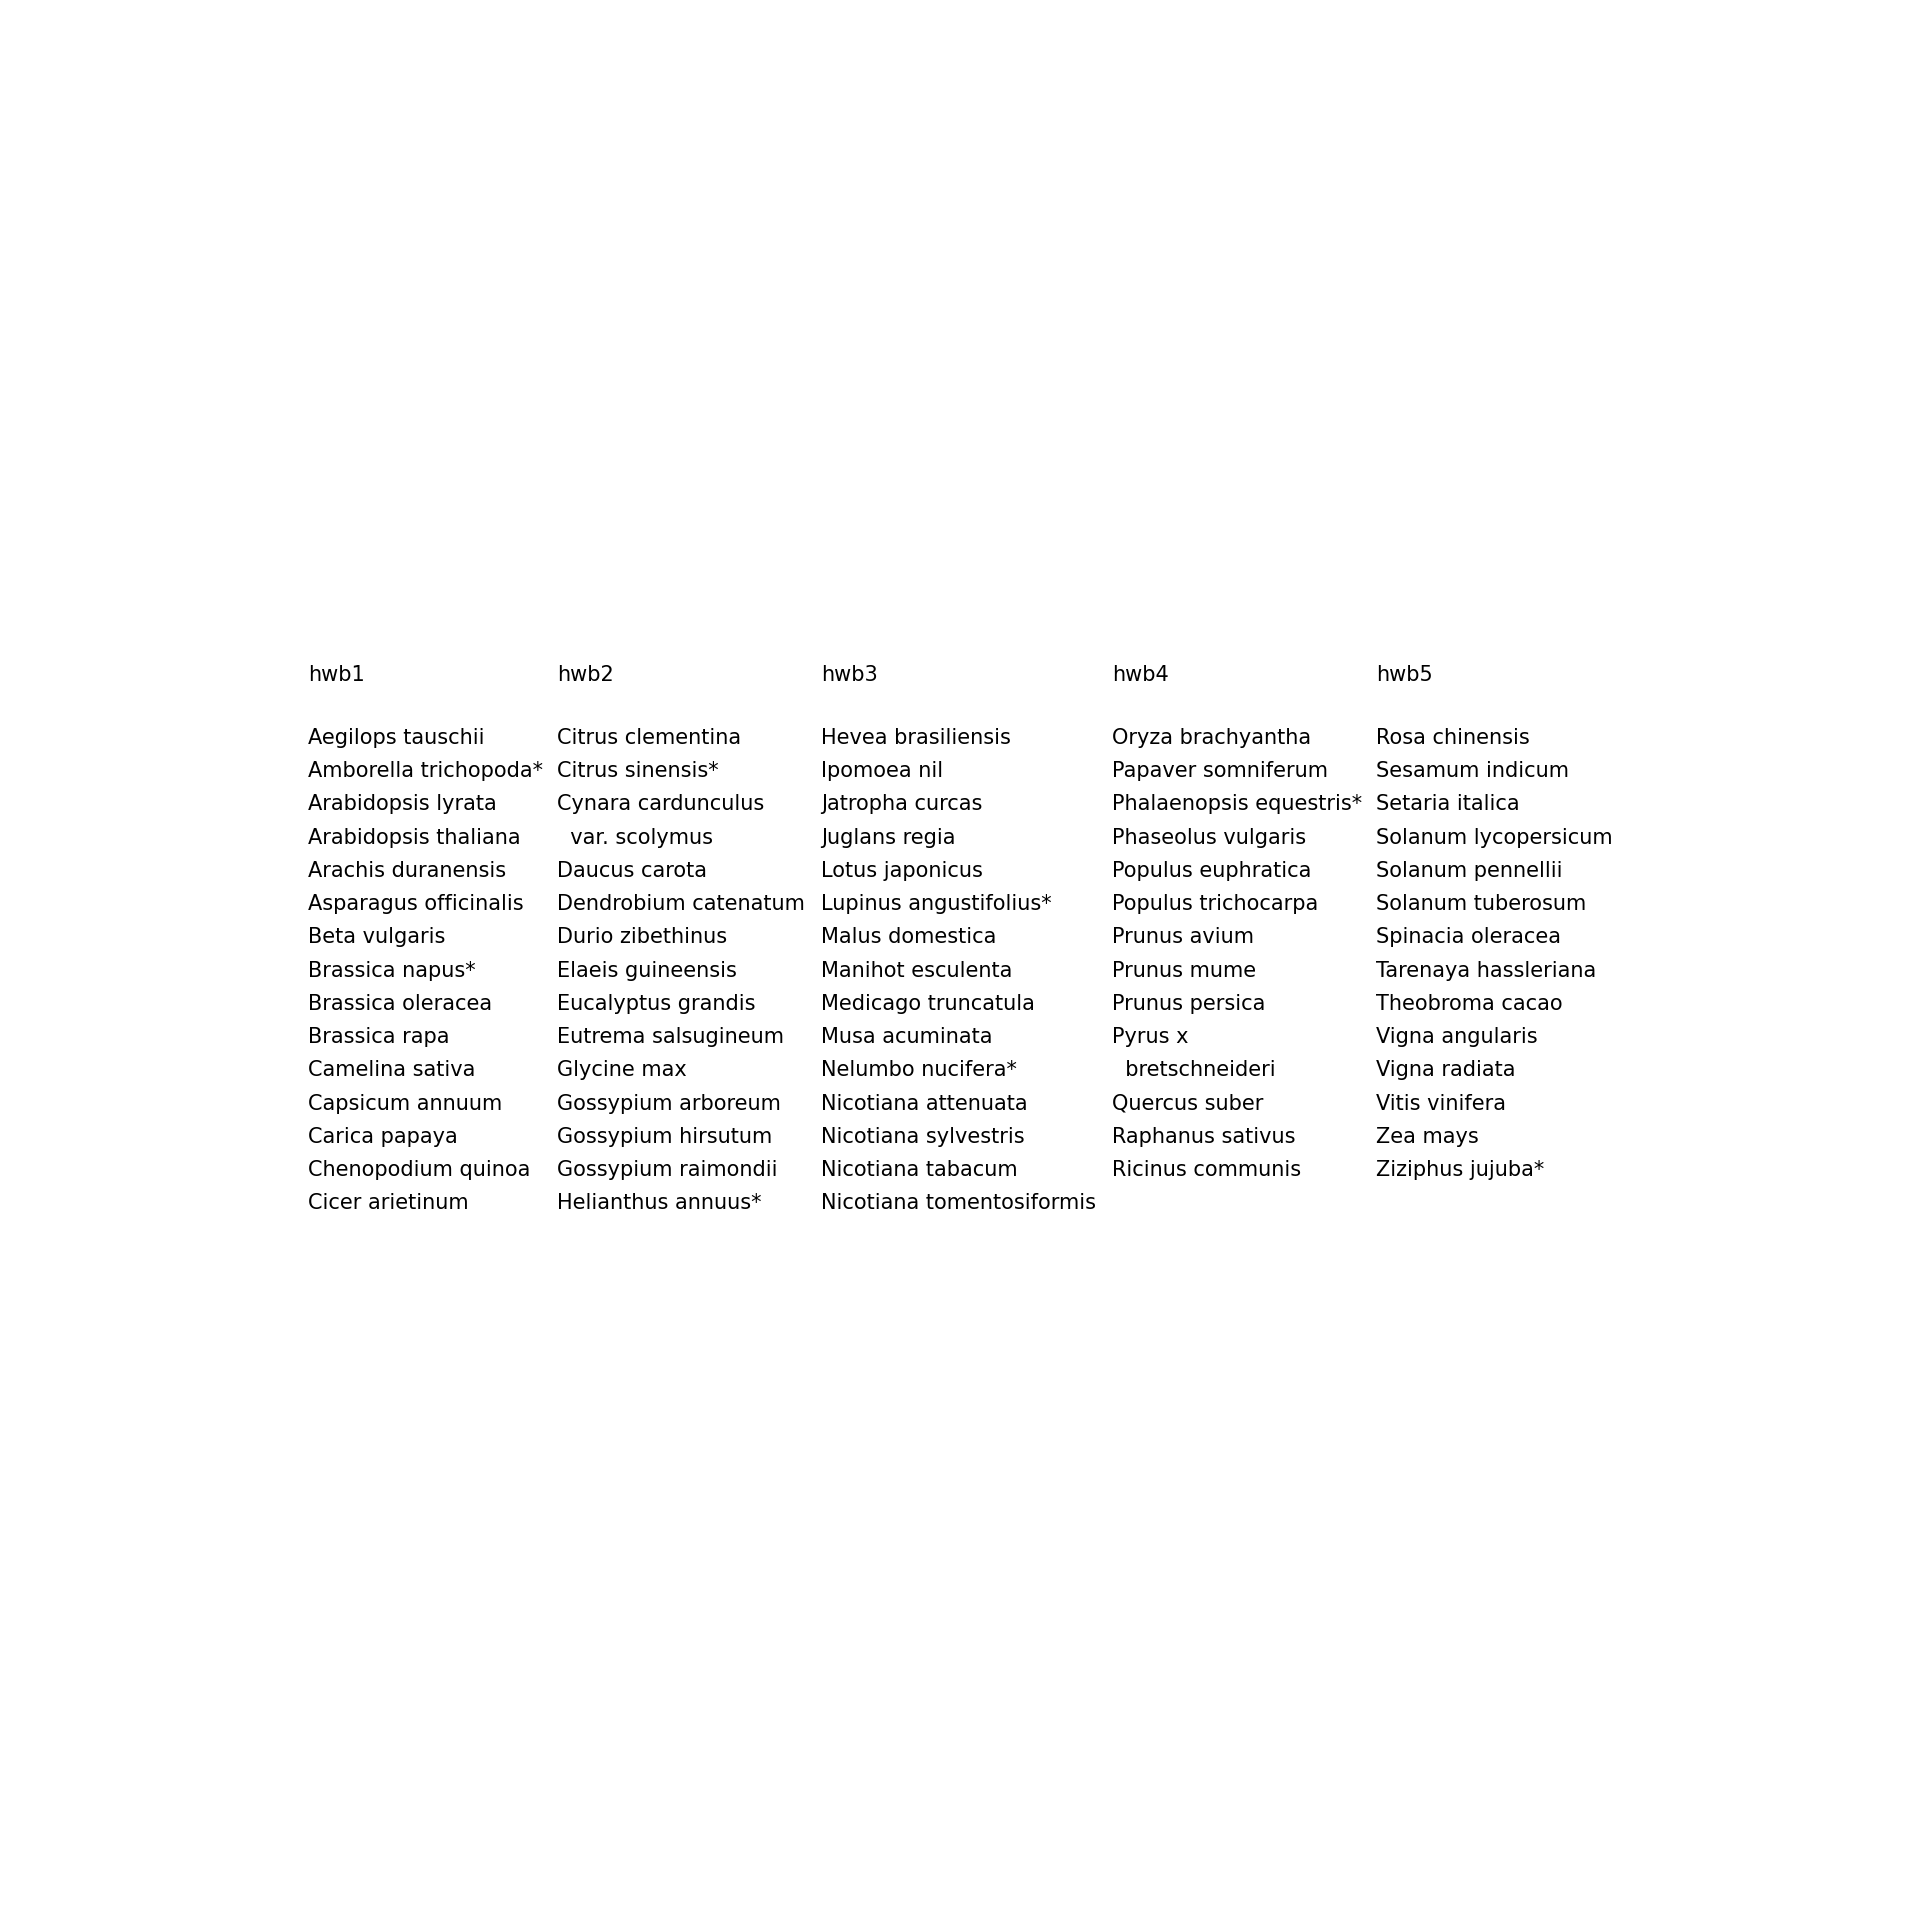 hwb1
Aegilops tauschii
Amborella trichopoda*
Arabidopsis lyrata
Arabidopsis thaliana
Arachis duranensis
Asparagus officinalis
Beta vulgaris
Brassica napus*
Brassica oleracea
Brassica rapa
Camelina sativa
Capsicum annuum
Carica papaya
Chenopodium quinoa
Cicer arietinum
hwb2
Citrus clementina
Citrus sinensis*
Cynara cardunculus
var. scolymus
Daucus carota
Dendrobium catenatum
Durio zibethinus
Elaeis guineensis
Eucalyptus grandis
Eutrema salsugineum
Glycine max
Gossypium arboreum
Gossypium hirsutum
Gossypium raimondii
Helianthus annuus*
hwb3
Hevea brasiliensis
Ipomoea nil
Jatropha curcas
Juglans regia
Lotus japonicus
Lupinus angustifolius*
Malus domestica
Manihot esculenta
Medicago truncatula
Musa acuminata
Nelumbo nucifera*
Nicotiana attenuata
Nicotiana sylvestris
Nicotiana tabacum
Nicotiana tomentosiformis
hwb4
Oryza brachyantha
Papaver somniferum
Phalaenopsis equestris*
Phaseolus vulgaris
Populus euphratica
Populus trichocarpa
Prunus avium
Prunus mume
Prunus persica
Pyrus x
bretschneideri
Quercus suber
Raphanus sativus
Ricinus communis
hwb5
Rosa chinensis
Sesamum indicum
Setaria italica
Solanum lycopersicum
Solanum pennellii
Solanum tuberosum
Spinacia oleracea
Tarenaya hassleriana
Theobroma cacao
Vigna angularis
Vigna radiata
Vitis vinifera
Zea mays
Ziziphus jujuba*